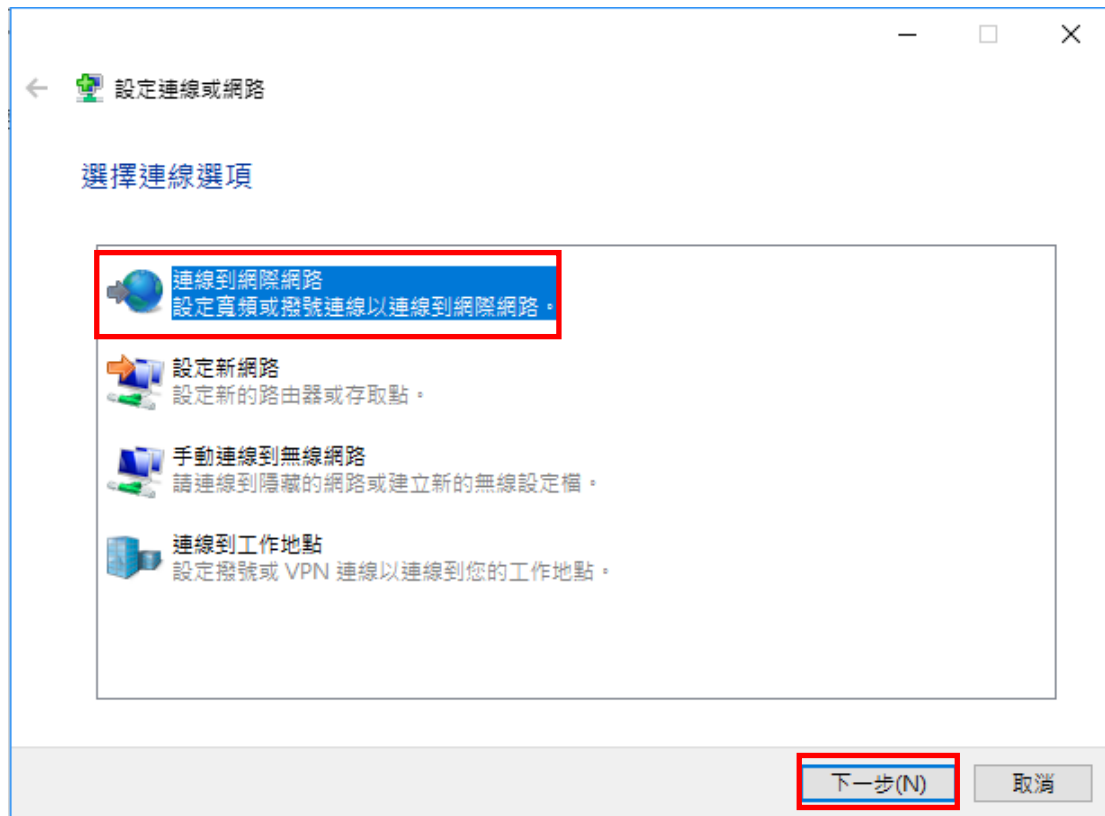 設定連線或網路
選擇連線選項
連線到網際網路
設定寬頻或撥號連線以連線到網際網路。
設定新網路
設定新的路由器或存取點。
手動連線到無線網路
請連線到隱藏的網路或建立新的無線設定檔。
連線到工作地點
設定撥號或 VPN 連線以連線到您的工作地點。
下一步(N)
取消